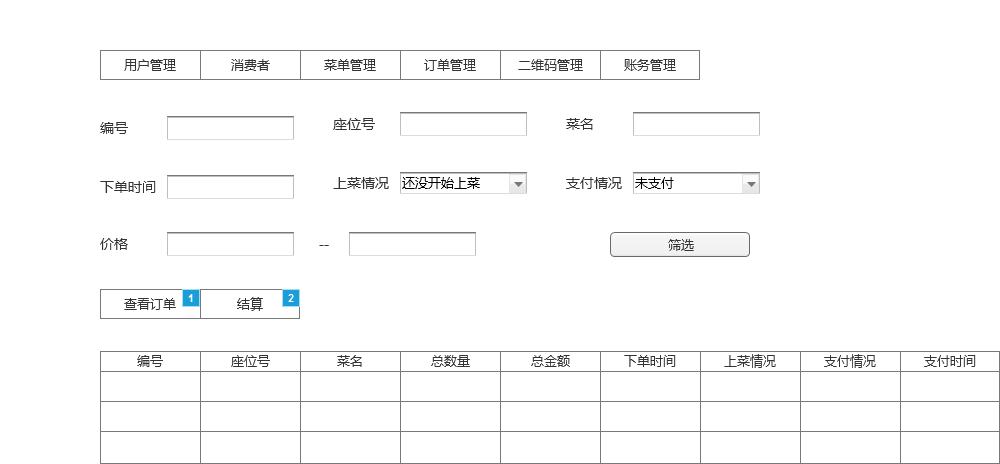 用户管理 消费者 菜单管理 订单管理 二维码管理 账务管理
编号 座位号 菜名
下单时间 上菜情况 还没开始上菜 支付情况 未支付
价格 -- 筛选
查看订单 1 结算 2
编号 座位号 菜名 总数量 总金额 下单时间 上菜情况 支付情况 支付时间